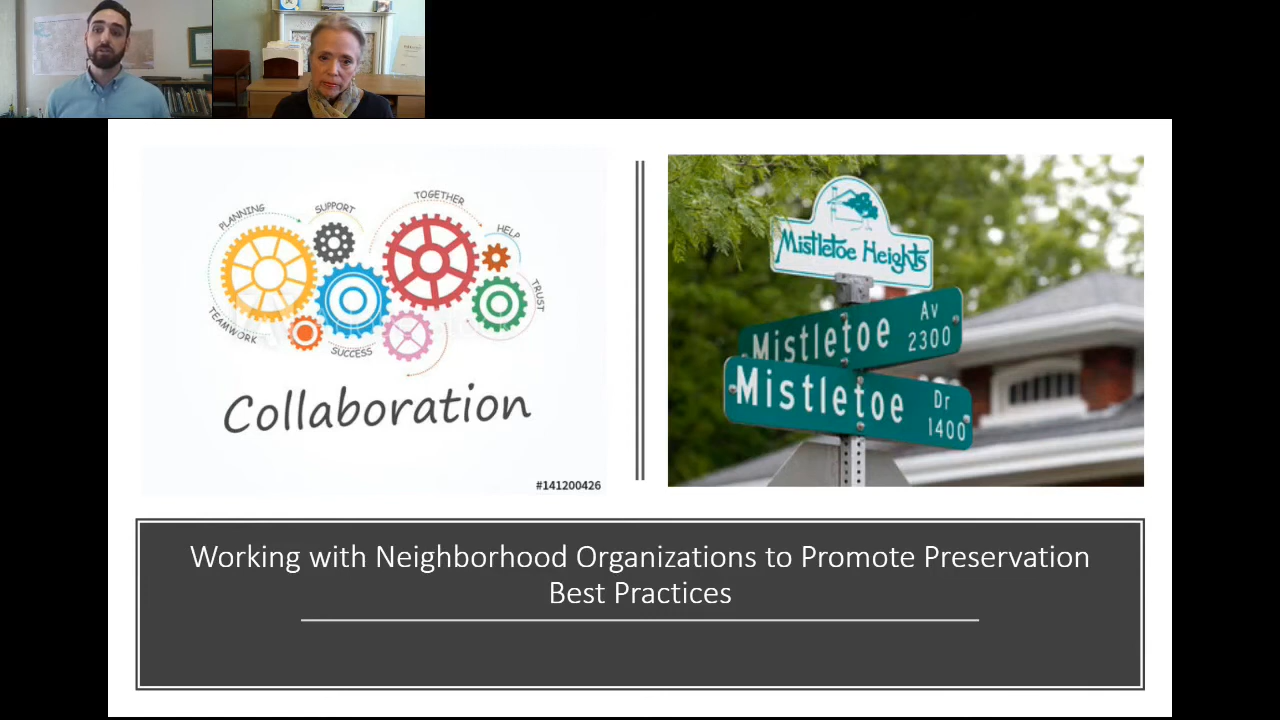 PLANNING
SUPPORT
TOGETHER
HELP
TRUST
TEAMWORK
SUCCESS
Collaboration
#141200426
Mistletoe Heights
Mistletoe Av 2300
Mistletoe Dr 1400
Working with Neighborhood Organizations to Promote Preservation
Best Practices